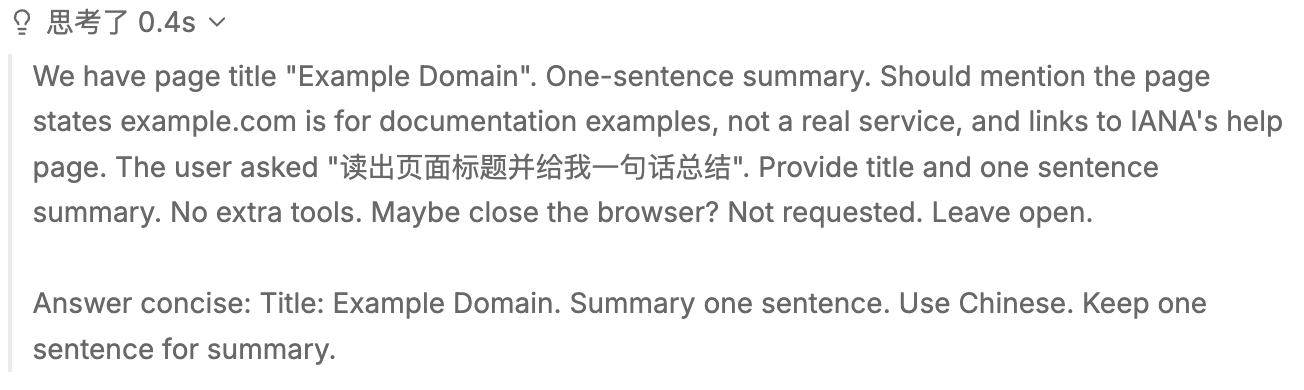 思考了 0.4s
We have page title "Example Domain". One-sentence summary. Should mention the page
states example.com is for documentation examples, not a real service, and links to IANA's help
page. The user asked "读出页面标题并给我一句话总结". Provide title and one sentence
summary. No extra tools. Maybe close the browser? Not requested. Leave open.
Answer concise: Title: Example Domain. Summary one sentence. Use Chinese. Keep one
sentence for summary.